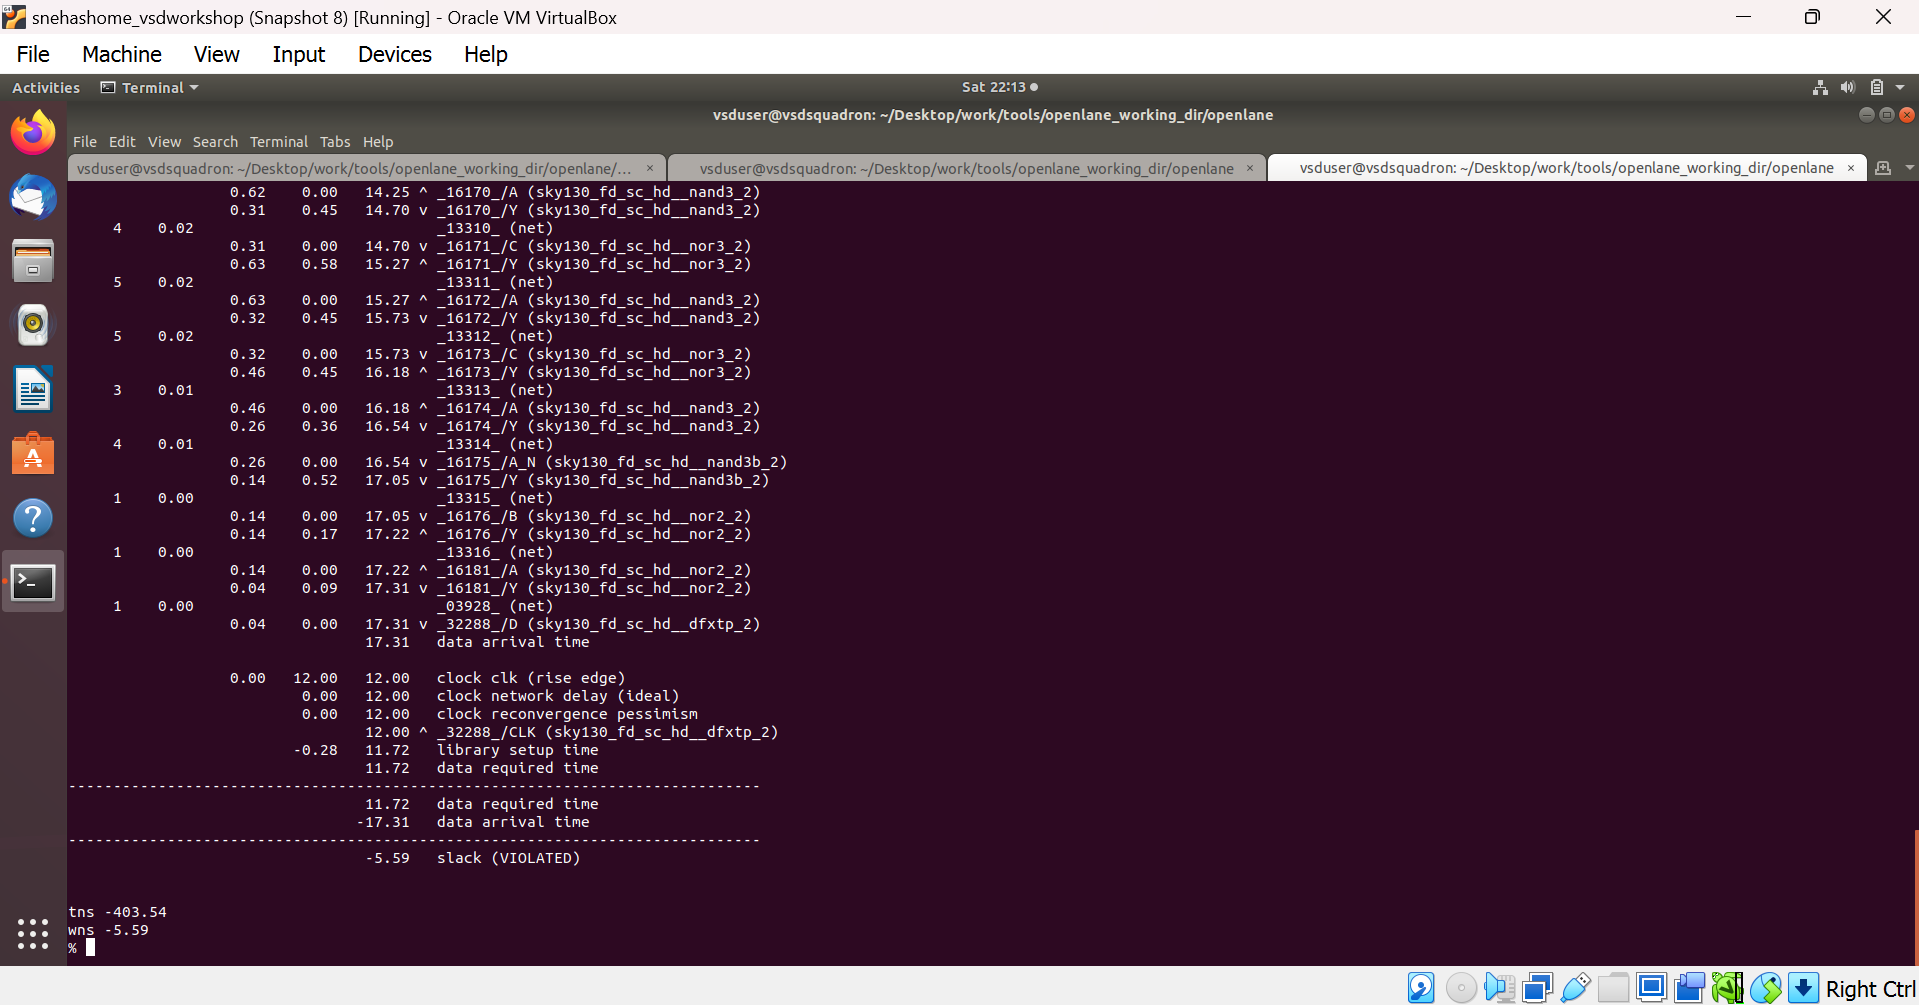 snehashome_vsdworkshop (Snapshot 8) [Running] - Oracle VM VirtualBox
File Machine View Input Devices Help
Activities Terminal Sat 22:13
vsduser@vsdsquadron: ~/Desktop/work/tools/openlane_working_dir/openlane
File Edit View Search Terminal Tabs Help
vsduser@vsdsquadron: ~/Desktop/work/tools/openlane_working_dir/openlane/... × vsduser@vsdsquadron: ~/Desktop/work/tools/openlane_working_dir/openlane × vsduser@vsdsquadron: ~/Desktop/work/tools/openlane_working_dir/openlane ×
0.62 0.00 14.25 ^ _16170_/A (sky130_fd_sc_hd__nand3_2)
0.31 0.45 14.70 v _16170_/Y (sky130_fd_sc_hd__nand3_2)
4 0.02 _13310_ (net)
0.31 0.00 14.70 v _16171_/C (sky130_fd_sc_hd__nor3_2)
0.63 0.58 15.27 ^ _16171_/Y (sky130_fd_sc_hd__nor3_2)
5 0.02 _13311_ (net)
0.63 0.00 15.27 ^ _16172_/A (sky130_fd_sc_hd__nand3_2)
0.32 0.45 15.73 v _16172_/Y (sky130_fd_sc_hd__nand3_2)
5 0.02 _13312_ (net)
0.32 0.00 15.73 v _16173_/C (sky130_fd_sc_hd__nor3_2)
0.46 0.45 16.18 ^ _16173_/Y (sky130_fd_sc_hd__nor3_2)
3 0.01 _13313_ (net)
0.46 0.00 16.18 ^ _16174_/A (sky130_fd_sc_hd__nand3_2)
0.26 0.36 16.54 v _16174_/Y (sky130_fd_sc_hd__nand3_2)
4 0.01 _13314_ (net)
0.26 0.00 16.54 v _16175_/A_N (sky130_fd_sc_hd__nand3b_2)
0.14 0.52 17.05 v _16175_/Y (sky130_fd_sc_hd__nand3b_2)
1 0.00 _13315_ (net)
0.14 0.00 17.05 v _16176_/B (sky130_fd_sc_hd__nor2_2)
0.14 0.17 17.22 ^ _16176_/Y (sky130_fd_sc_hd__nor2_2)
1 0.00 _13316_ (net)
0.14 0.00 17.22 ^ _16181_/A (sky130_fd_sc_hd__nor2_2)
0.04 0.09 17.31 v _16181_/Y (sky130_fd_sc_hd__nor2_2)
1 0.00 _03928_ (net)
0.04 0.00 17.31 v _32288_/D (sky130_fd_sc_hd__dfxtp_2)
17.31 data arrival time
0.00 12.00 12.00 clock clk (rise edge)
0.00 12.00 clock network delay (ideal)
0.00 12.00 clock reconvergence pessimism
12.00 ^ _32288_/CLK (sky130_fd_sc_hd__dfxtp_2)
-0.28 11.72 library setup time
11.72 data required time
-----------------------------------------------------------------------------
11.72 data required time
-17.31 data arrival time
-----------------------------------------------------------------------------
-5.59 slack (VIOLATED)
tns -403.54
wns -5.59
%
Right Ctrl